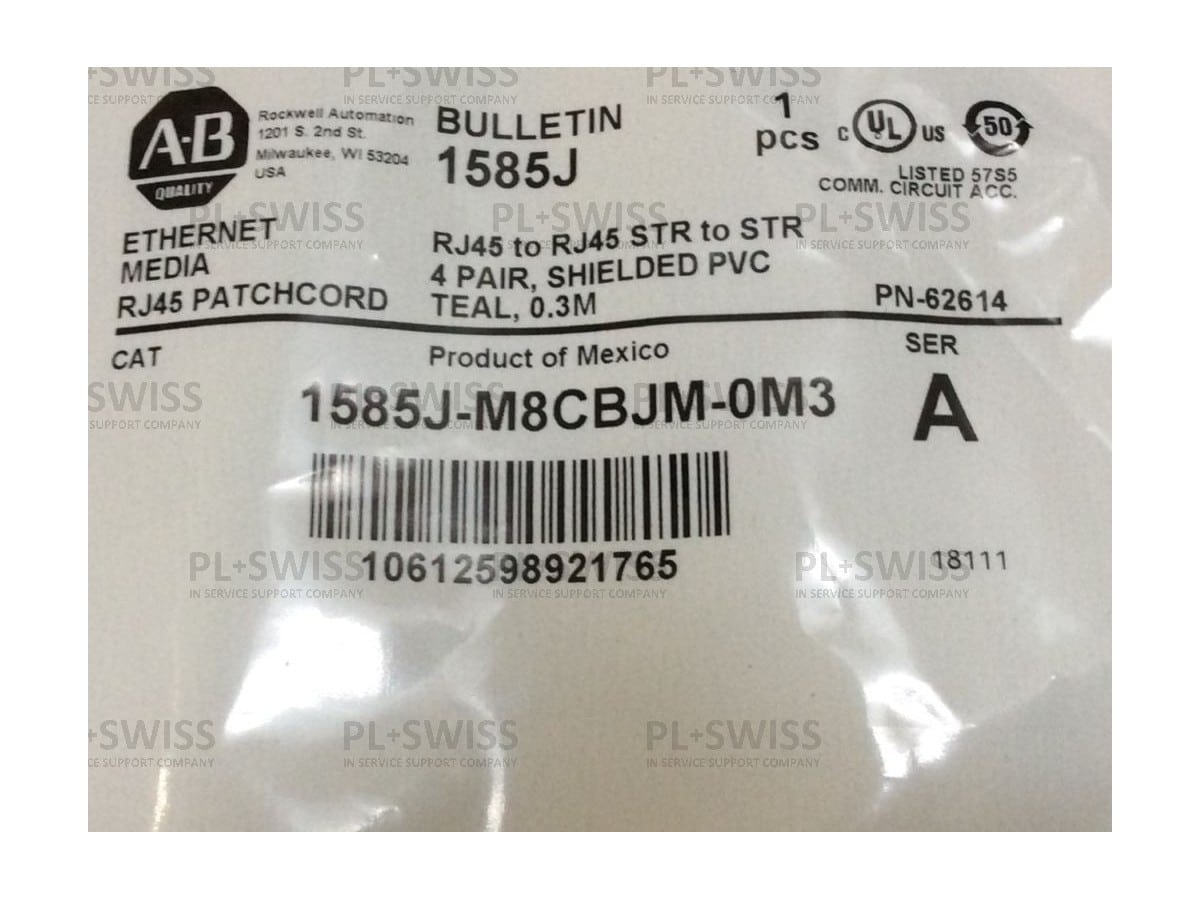 A-B
QUALITY
Rockwell Automation
1201 S. 2nd St.
Milwaukee, WI 53204
USA
BULLETIN
1585J
1
pcs
C UL US
50
LISTED 57S5
COMM. CIRCUIT ACC.
ETHERNET
MEDIA
RJ45 PATCHCORD
RJ45 to RJ45 STR to STR
4 PAIR, SHIELDED PVC
TEAL, 0.3M
PN-62614
CAT
Product of Mexico
SER
1585J-M8CBJM-0M3
A
10612598921765
18111
PL+SWISS
IN SERVICE SUPPORT COMPANY